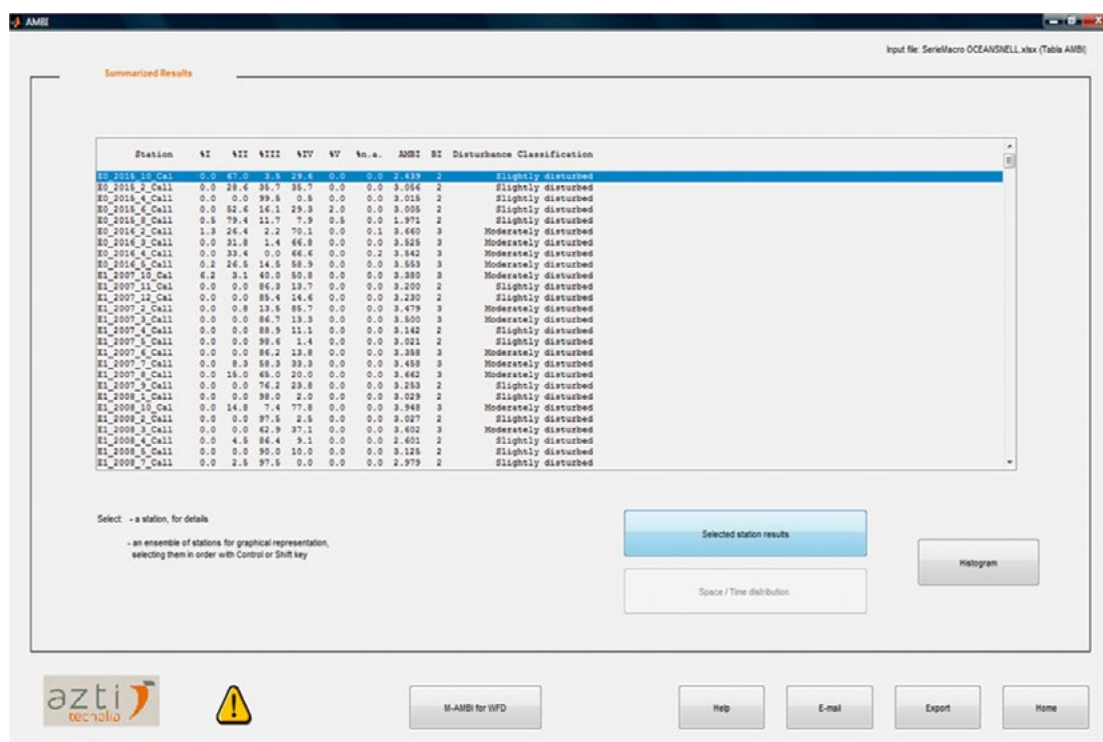 AMBI
Input file: SerieMacro OCEANSNELL.xlsx (Tabla AMBI)
Summarized Results
Station %I %II %III %IV %V %n.a. AMBI BI Disturbance Classification
E0_2015_10_Cal 0.0 67.0 3.5 29.6 0.0 0.0 2.439 2 Slightly disturbed
E0_2015_2_Call 0.0 28.6 35.7 35.7 0.0 0.0 3.056 2 Slightly disturbed
E0_2015_4_Call 0.0 0.0 99.5 0.5 0.0 0.0 3.015 2 Slightly disturbed
E0_2015_6_Call 0.0 52.6 16.1 29.3 2.0 0.0 3.005 2 Slightly disturbed
E0_2015_8_Call 0.5 79.4 11.7 7.9 0.5 0.0 1.971 2 Slightly disturbed
E0_2016_2_Call 1.3 26.4 2.2 70.1 0.0 0.1 3.660 3 Moderately disturbed
E0_2016_3_Call 0.0 31.8 1.4 66.8 0.0 0.0 3.525 3 Moderately disturbed
E0_2016_4_Call 0.0 33.4 0.0 66.6 0.0 0.2 3.542 3 Moderately disturbed
E0_2016_5_Call 0.2 26.5 14.5 58.9 0.0 0.0 3.553 3 Moderately disturbed
E1_2007_10_Cal 6.2 3.1 40.0 50.8 0.0 0.0 3.380 3 Moderately disturbed
E1_2007_11_Cal 0.0 0.0 86.3 13.7 0.0 0.0 3.200 2 Slightly disturbed
E1_2007_12_Cal 0.0 0.0 85.4 14.6 0.0 0.0 3.230 2 Slightly disturbed
E1_2007_2_Call 0.0 0.8 13.5 85.7 0.0 0.0 3.479 3 Moderately disturbed
E1_2007_3_Call 0.0 0.0 86.7 13.3 0.0 0.0 3.500 3 Moderately disturbed
E1_2007_4_Call 0.0 0.0 88.9 11.1 0.0 0.0 3.142 2 Slightly disturbed
E1_2007_5_Call 0.0 0.0 98.6 1.4 0.0 0.0 3.021 2 Slightly disturbed
E1_2007_6_Call 0.0 0.0 86.2 13.8 0.0 0.0 3.358 3 Moderately disturbed
E1_2007_7_Call 0.0 8.3 58.3 33.3 0.0 0.0 3.458 3 Moderately disturbed
E1_2007_8_Call 0.0 15.0 65.0 20.0 0.0 0.0 3.662 3 Moderately disturbed
E1_2007_9_Call 0.0 0.0 76.2 23.8 0.0 0.0 3.253 2 Slightly disturbed
E1_2008_1_Call 0.0 0.0 98.0 2.0 0.0 0.0 3.029 2 Slightly disturbed
E1_2008_10_Cal 0.0 14.8 7.4 77.8 0.0 0.0 3.948 3 Moderately disturbed
E1_2008_2_Call 0.0 0.0 97.5 2.5 0.0 0.0 3.027 2 Slightly disturbed
E1_2008_3_Call 0.0 0.0 62.9 37.1 0.0 0.0 3.602 3 Moderately disturbed
E1_2008_4_Call 0.0 4.5 86.4 9.1 0.0 0.0 2.601 2 Slightly disturbed
E1_2008_5_Call 0.0 0.0 90.0 10.0 0.0 0.0 3.125 2 Slightly disturbed
E1_2008_7_Call 0.0 2.5 97.5 0.0 0.0 0.0 2.979 2 Slightly disturbed
Select: - a station, for details
- an ensemble of stations for graphical representation,
selecting them in order with Control or Shift key
Selected station results
Histogram
Space / Time distribution
azti
tecnalia
M-AMBI for WFD
Help
E-mail
Export
Home